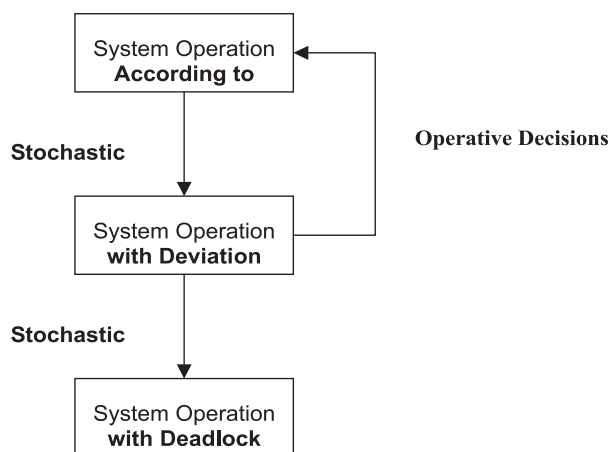 System Operation
According to
Stochastic
Operative Decisions
System Operation
with Deviation
Stochastic
System Operation
with Deadlock